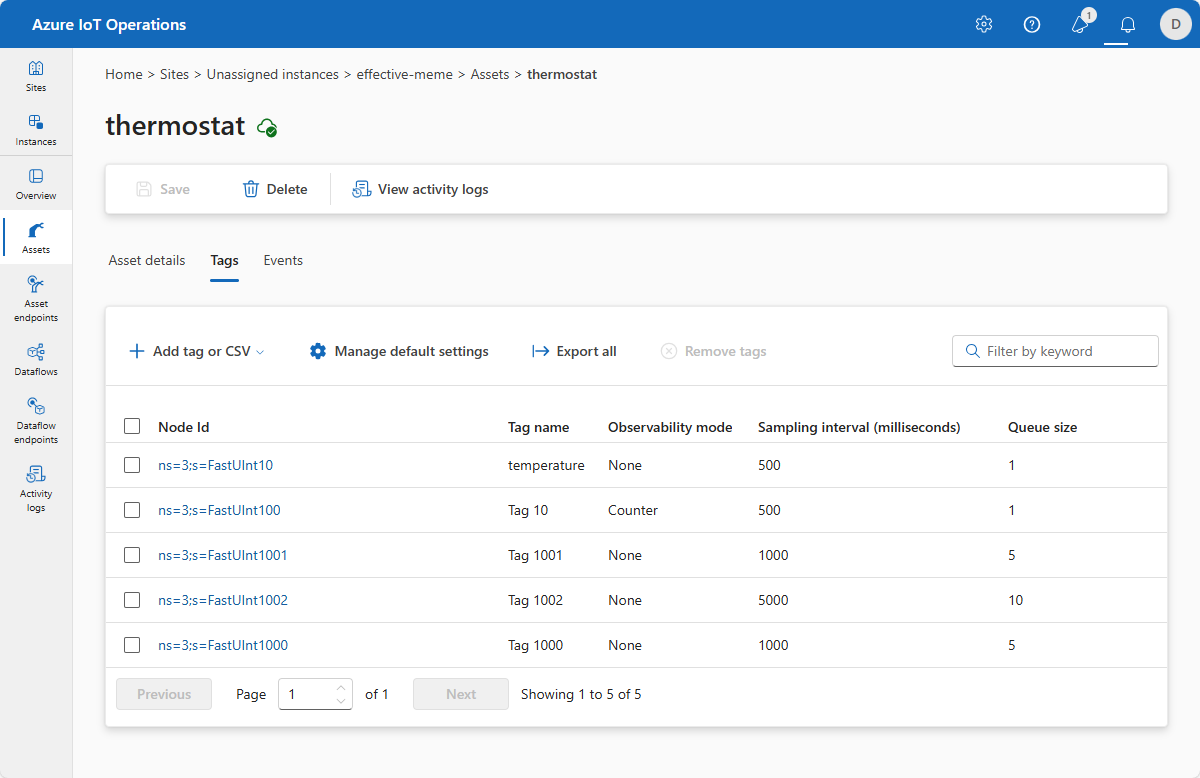 Azure IoT Operations
1
D
Sites
Instances
Overview
Assets
Asset
endpoints
Dataflows
Dataflow
endpoints
Activity
logs
Home > Sites > Unassigned instances > effective-meme > Assets > thermostat
thermostat
Save Delete View activity logs
Asset details Tags Events
Add tag or CSV Manage default settings Export all Remove tags Filter by keyword
Node Id Tag name Observability mode Sampling interval (milliseconds) Queue size
ns=3;s=FastUInt10 temperature None 500 1
ns=3;s=FastUInt100 Tag 10 Counter 500 1
ns=3;s=FastUInt1001 Tag 1001 None 1000 5
ns=3;s=FastUInt1002 Tag 1002 None 5000 10
ns=3;s=FastUInt1000 Tag 1000 None 1000 5
Previous Page 1 of 1 Next Showing 1 to 5 of 5